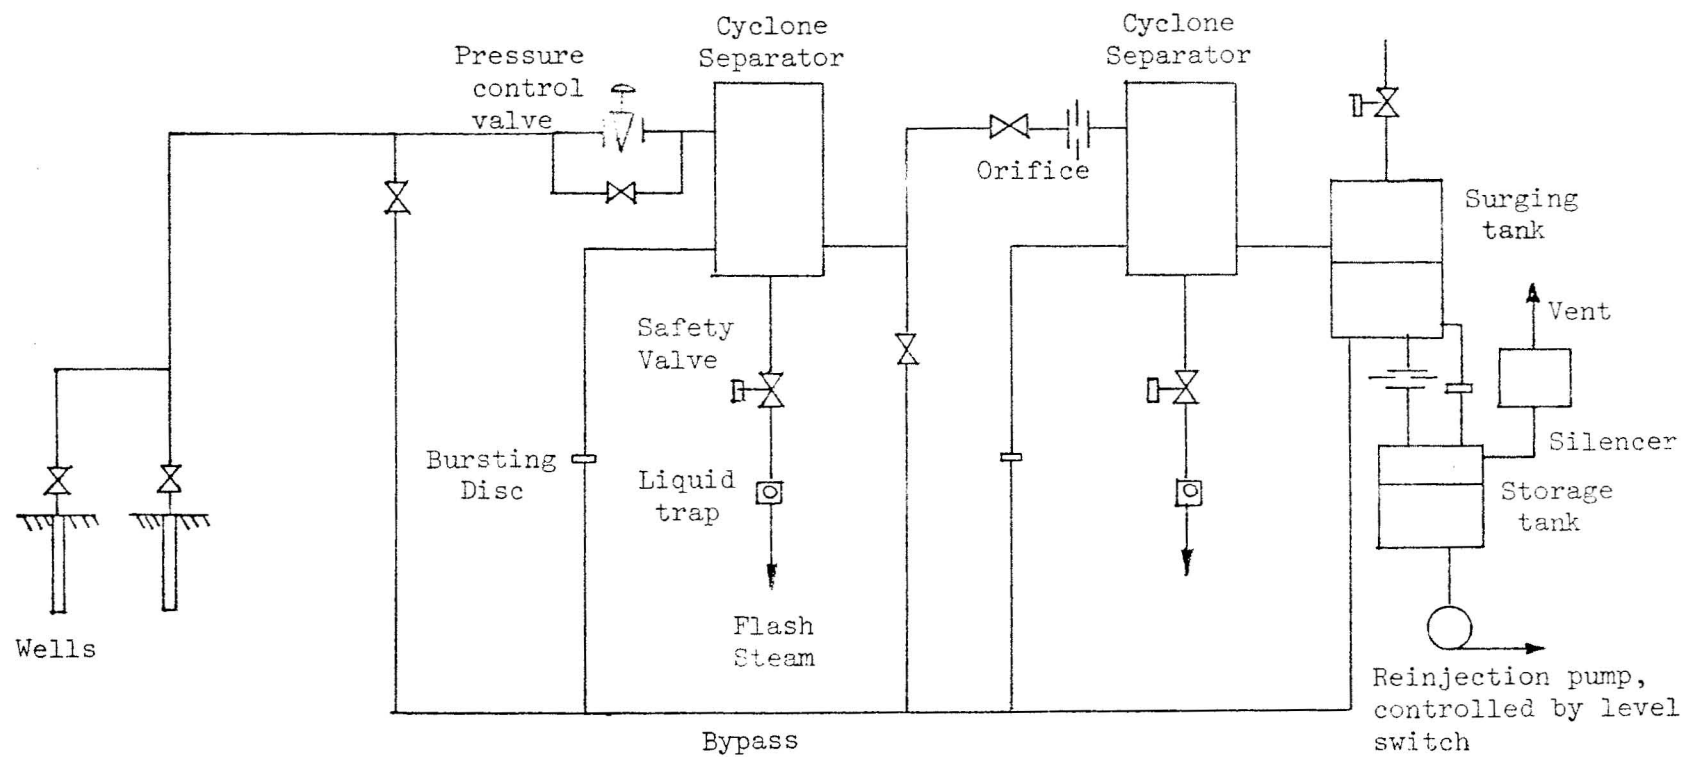 Cyclone
Separator
Cyclone
Separator
Pressure
control
valve
Orifice
Surging
tank
Vent
Safety
Valve
Bursting
Disc
Liquid
trap
Silencer
Storage
tank
Wells
Flash
Steam
Reinjection pump,
controlled by level
switch
Bypass